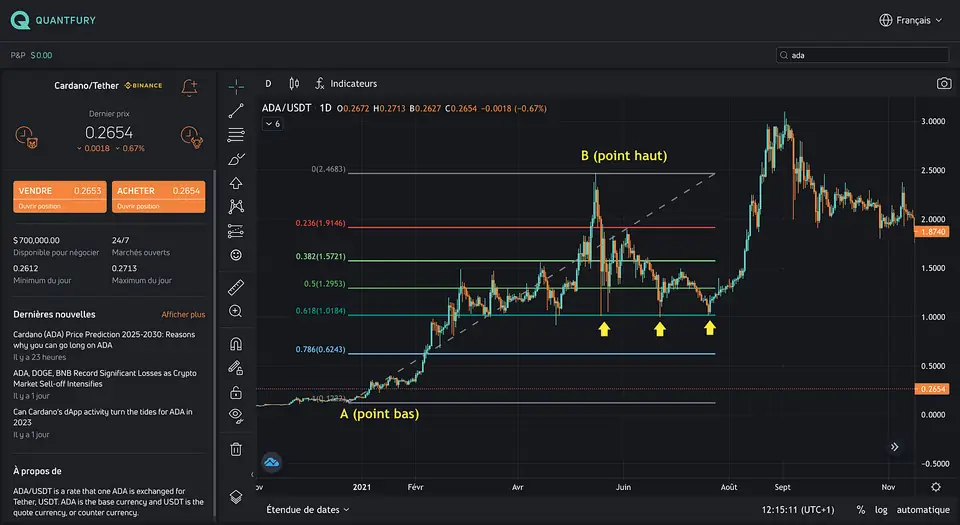 QUANTFURY
Français
P&P $0.00
ada
Cardano/Tether BINANCE
Dernier prix
0.2654
0.0018 0.67%
VENDRE 0.2653
Ouvrir position
ACHETER 0.2654
Ouvrir position
$700,000.00
Disponible pour négocier
24/7
Marchés ouverts
0.2612
Minimum du jour
0.2713
Maximum du jour
Dernières nouvelles
Afficher plus
Cardano (ADA) Price Prediction 2025-2030: Reasons
why you can go long on ADA
Il y a 23 heures
ADA, DOGE, BNB Record Significant Losses as Crypto
Market Sell-off Intensifies
Il y a 1 jour
Can Cardano's dApp activity turn the tides for ADA in
2023
Il y a 1 jour
À propos de
ADA/USDT is a rate that one ADA is exchanged for
Tether, USDT. ADA is the base currency and USDT is the
quote currency, or counter currency.
D
Indicateurs
ADA/USDT 1D O0.2672 H0.2713 B0.2627 C0.2654 -0.0018 (-0.67%)
6
B (point haut)
0(2.4683)
0.236(1.9146)
0.382(1.5721)
0.5(1.2953)
0.618(1.0184)
0.786(0.6243)
A (point bas)
3.0000
2.5000
2.0000
1.8740
1.5000
1.0000
0.5000
0.2654
0.0000
-0.5000
ov 2021 Févr Avr Juin Août Sept Nov
Étendue de dates
12:15:11 (UTC+1) % log automatique